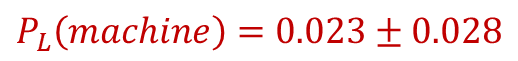 P_L(machine) = 0.023 ± 0.028